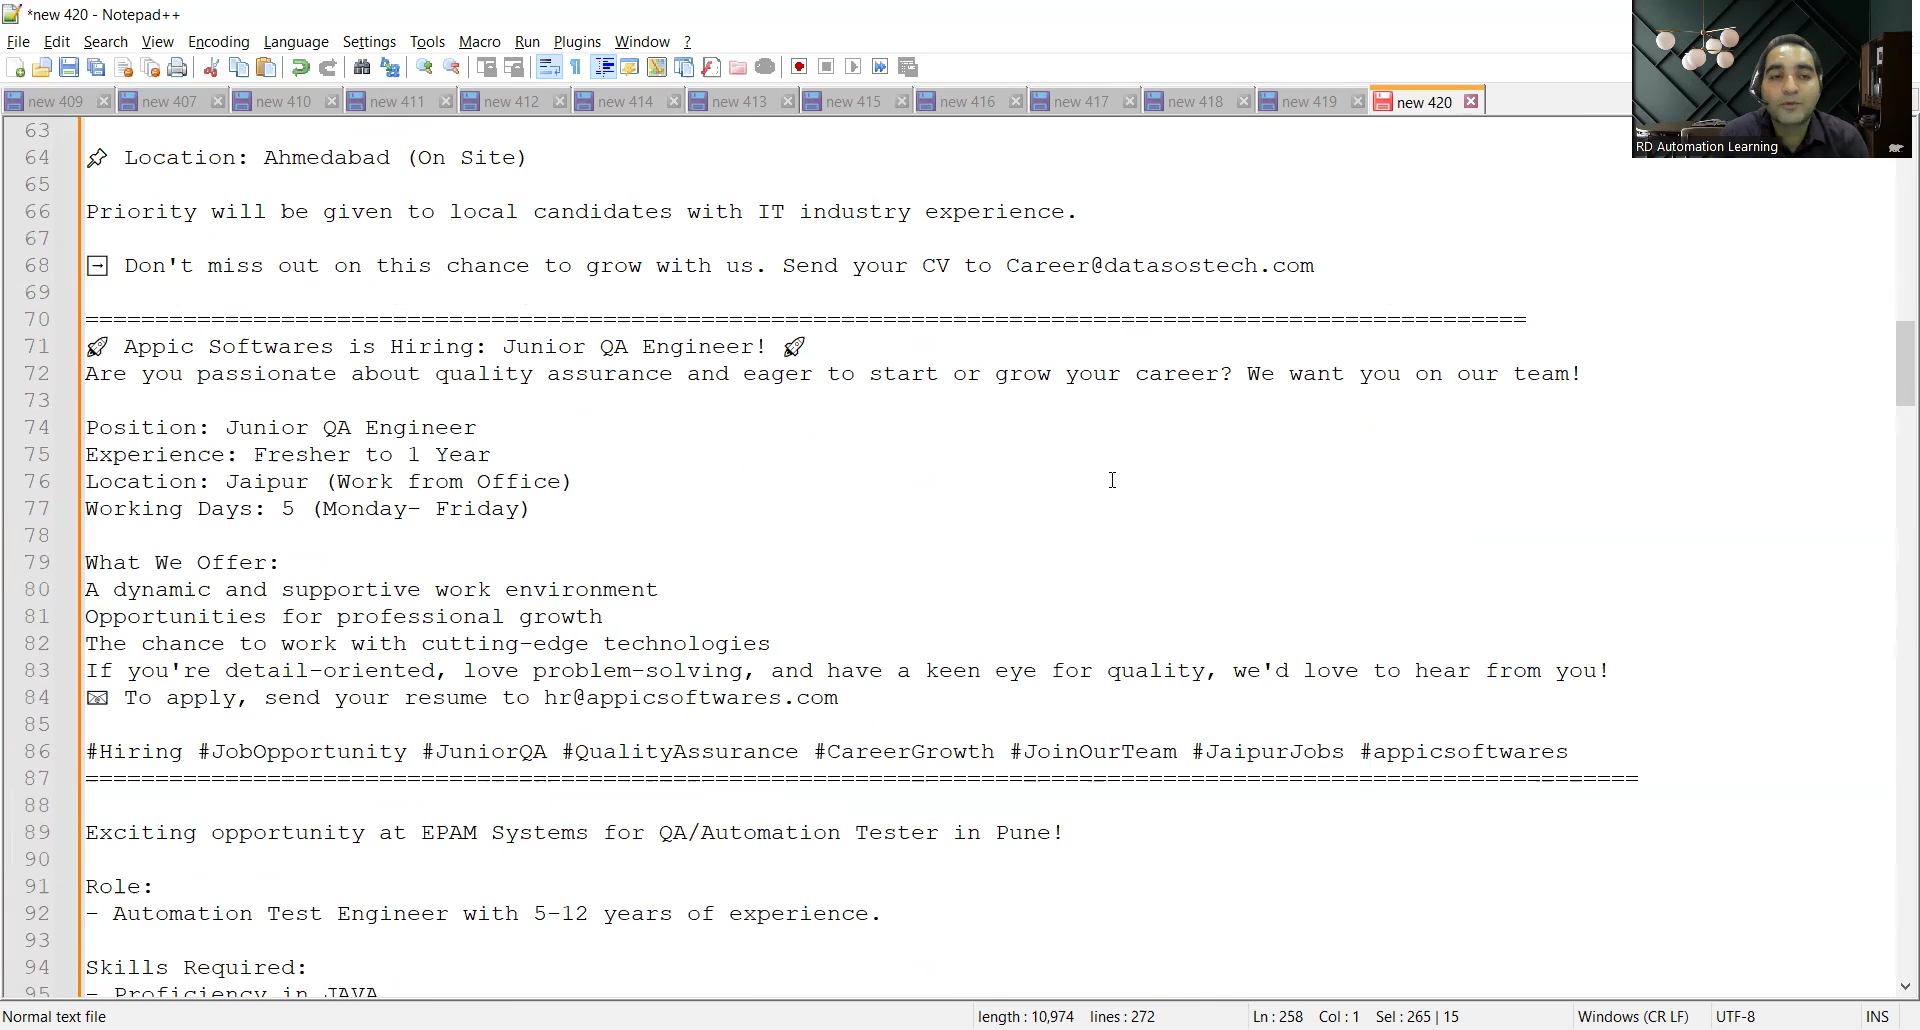 *new 420 - Notepad++
File Edit Search View Encoding Language Settings Tools Macro Run Plugins Window ?
new 409 new 407 new 410 new 411 new 412 new 414 new 413 new 415 new 416 new 417 new 418 new 419 new 420
RD Automation Learning
63
64 Location: Ahmedabad (On Site)
65
66 Priority will be given to local candidates with IT industry experience.
67
68 Don't miss out on this chance to grow with us. Send your CV to Career@datasostech.com
69
70 =======================================================================================================
71 🚀 Appic Softwares is Hiring: Junior QA Engineer! 🚀
72 Are you passionate about quality assurance and eager to start or grow your career? We want you on our team!
73
74 Position: Junior QA Engineer
75 Experience: Fresher to 1 Year
76 Location: Jaipur (Work from Office)
77 Working Days: 5 (Monday- Friday)
78
79 What We Offer:
80 A dynamic and supportive work environment
81 Opportunities for professional growth
82 The chance to work with cutting-edge technologies
83 If you're detail-oriented, love problem-solving, and have a keen eye for quality, we'd love to hear from you!
84 To apply, send your resume to hr@appicsoftwares.com
85
86 #Hiring #JobOpportunity #JuniorQA #QualityAssurance #CareerGrowth #JoinOurTeam #JaipurJobs #appicsoftwares
87 ===============================================================================================================
88
89 Exciting opportunity at EPAM Systems for QA/Automation Tester in Pune!
90
91 Role:
92 - Automation Test Engineer with 5-12 years of experience.
93
94 Skills Required:
95 - Proficiency in JAVA
Normal text file length : 10,974 lines : 272 Ln : 258 Col : 1 Sel : 265 | 15 Windows (CR LF) UTF-8 INS